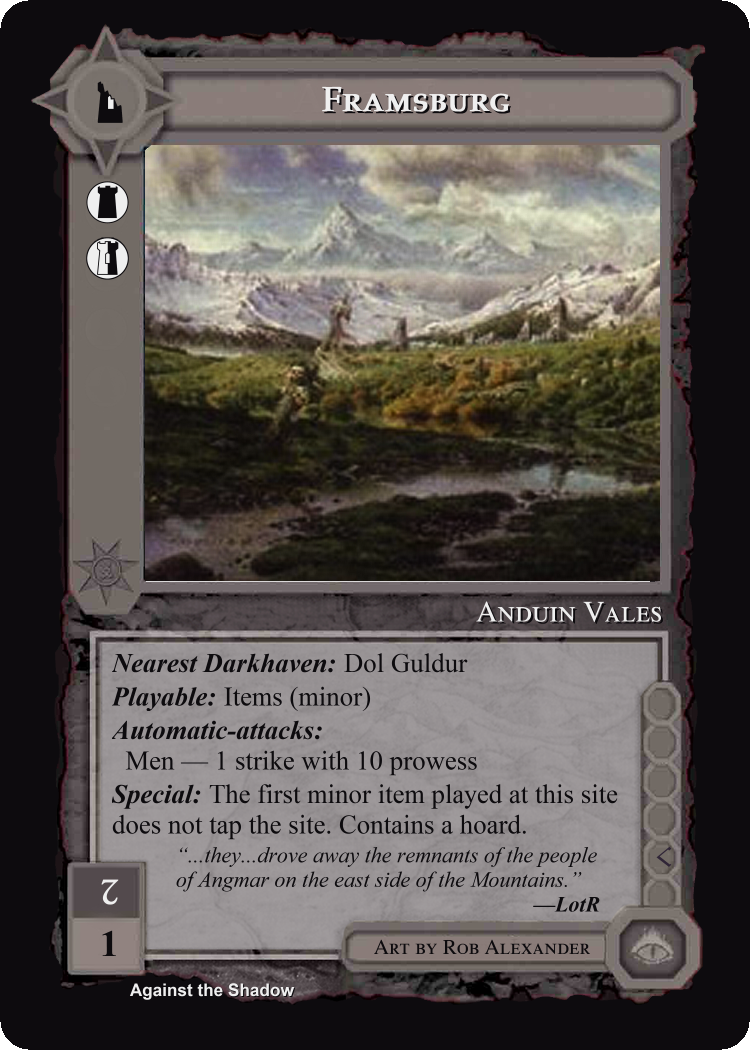 Framsburg
Anduin Vales
Nearest Darkhaven: Dol Guldur
Playable: Items (minor)
Automatic-attacks:
Men — 1 strike with 10 prowess
Special: The first minor item played at this site
does not tap the site. Contains a hoard.
“...they...drove away the remnants of the people
of Angmar on the east side of the Mountains.”
—LotR
2
1
Art by Rob Alexander
Against the Shadow